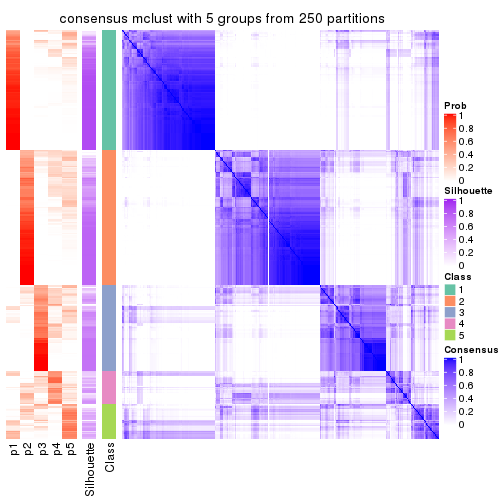 consensus mclust with 5 groups from 250 partitions
Prob
1
0.8
0.6
0.4
0.2
0
Silhouette
1
0.8
0.6
0.4
0.2
0
Class
1
2
3
4
5
Consensus
1
0.8
0.6
0.4
0.2
0
p1
p2
p3
p4
p5
Silhouette
Class